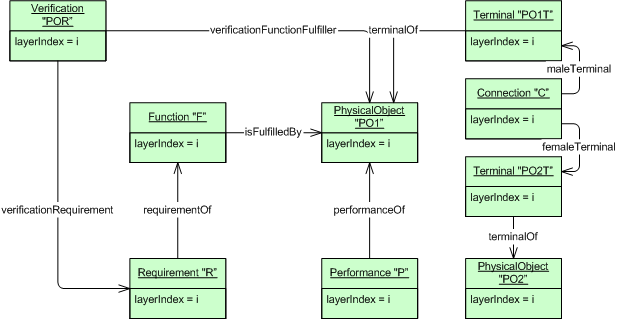 Verification
"POR"
layerIndex = i
verificationFunctionFulfiller
terminalOf
Terminal "PO1T"
layerIndex = i
maleTerminal
Connection "C"
layerIndex = i
femaleTerminal
Function "F"
layerIndex = i
isFulfilledBy
PhysicalObject
"PO1"
layerIndex = i
Terminal "PO2T"
layerIndex = i
verificationRequirement
requirementOf
performanceOf
terminalOf
Requirement "R"
layerIndex = i
Performance "P"
layerIndex = i
PhysicalObject
"PO2"
layerIndex = i